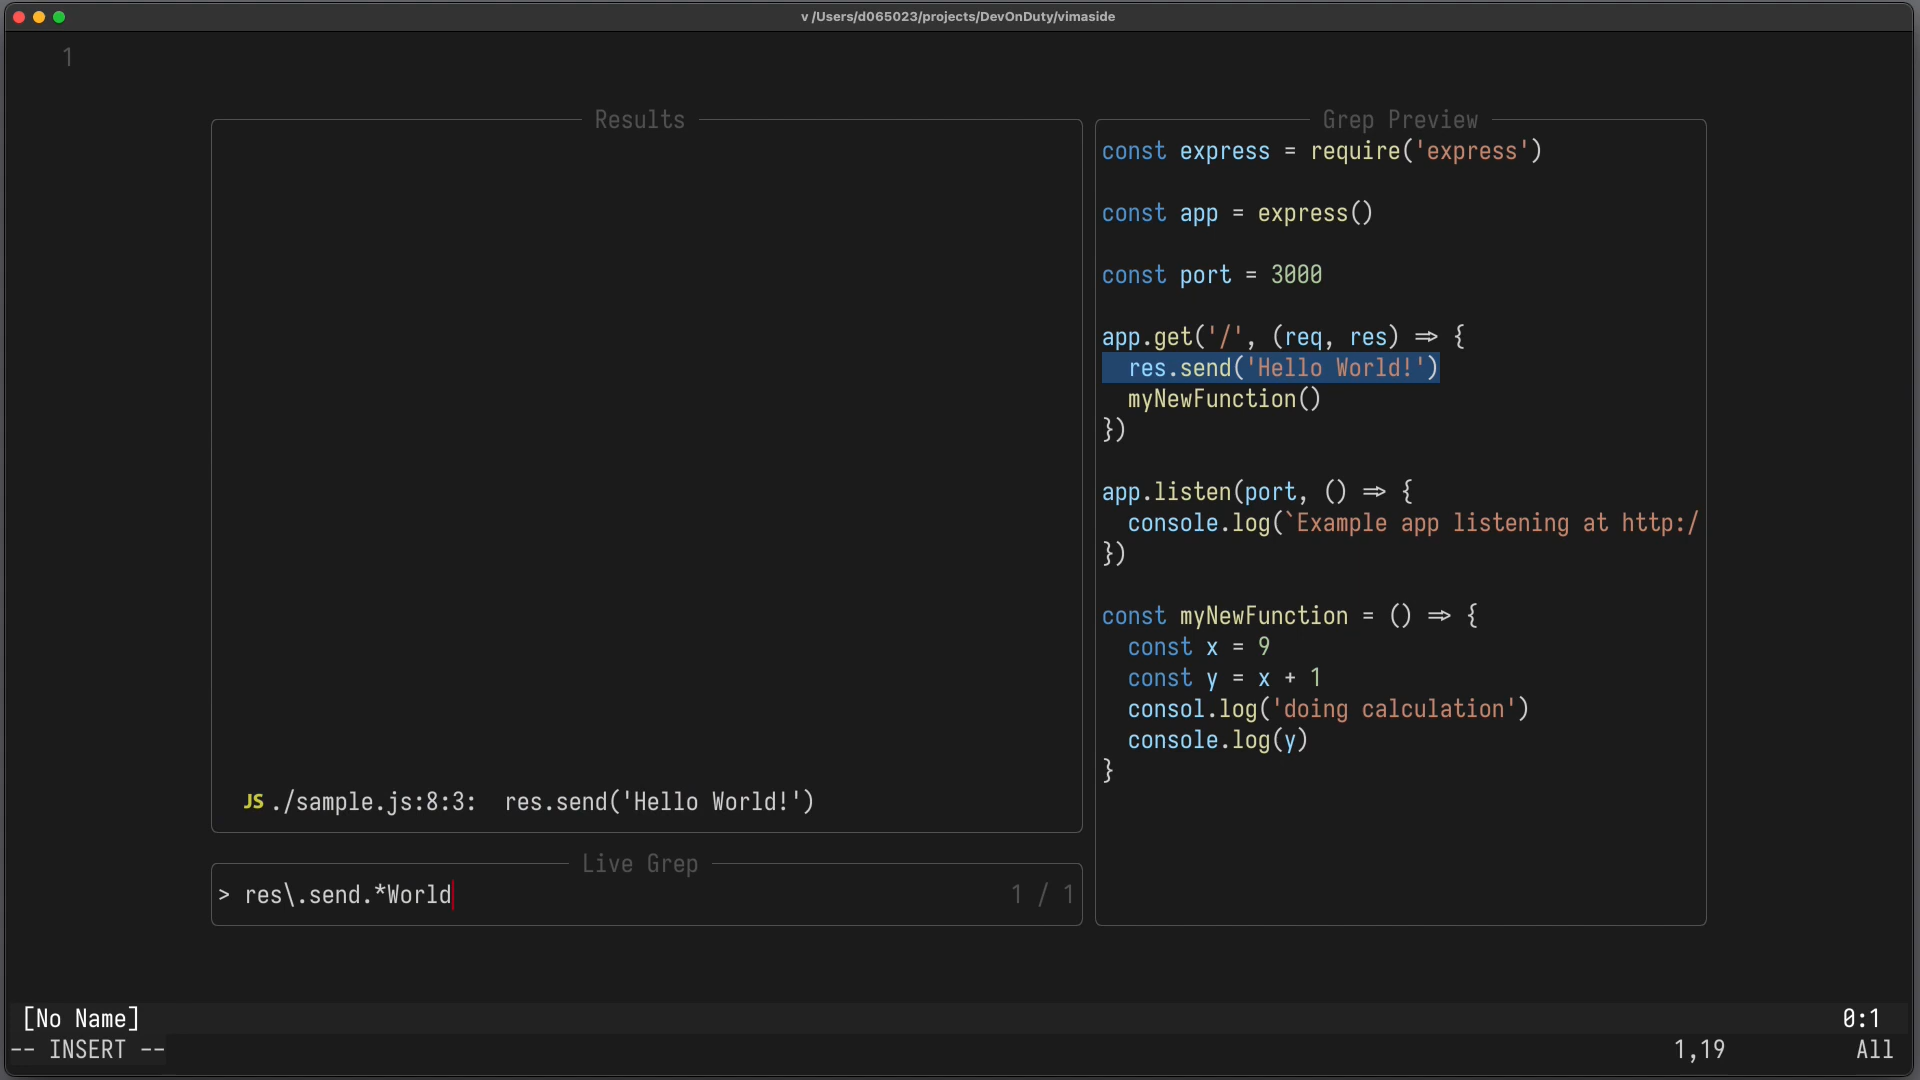 v /Users/d065023/projects/DevOnDuty/vimaside
1
Results
JS ./sample.js:8:3:  res.send('Hello World!')
Live Grep
> res\.send.*World
1 / 1
Grep Preview
const express = require('express')
const app = express()
const port = 3000
app.get('/', (req, res) => {
  res.send('Hello World!')
  myNewFunction()
})
app.listen(port, () => {
  console.log(`Example app listening at http:/
})
const myNewFunction = () => {
  const x = 9
  const y = x + 1
  consol.log('doing calculation')
  console.log(y)
}
[No Name]
0:1
-- INSERT --
1,19
All